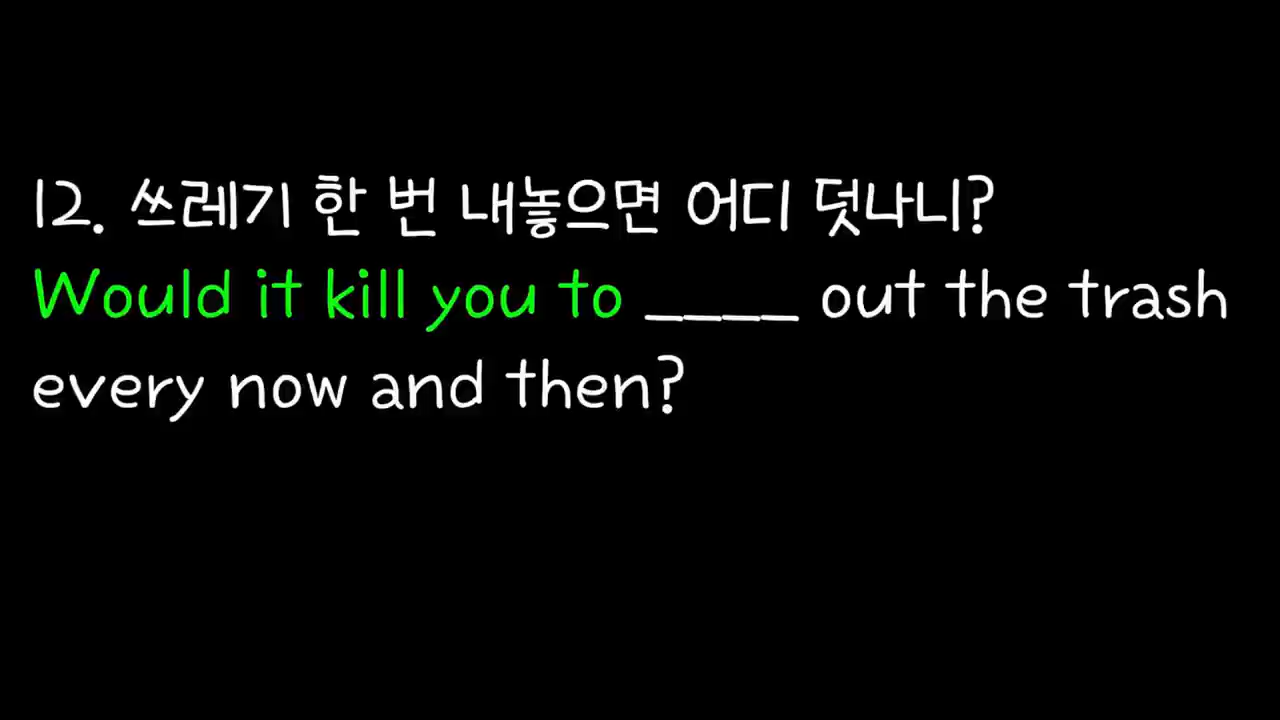 12. 쓰레기 한 번 내놓으면 어디 덧나니?
Would it kill you to ____ out the trash
every now and then?